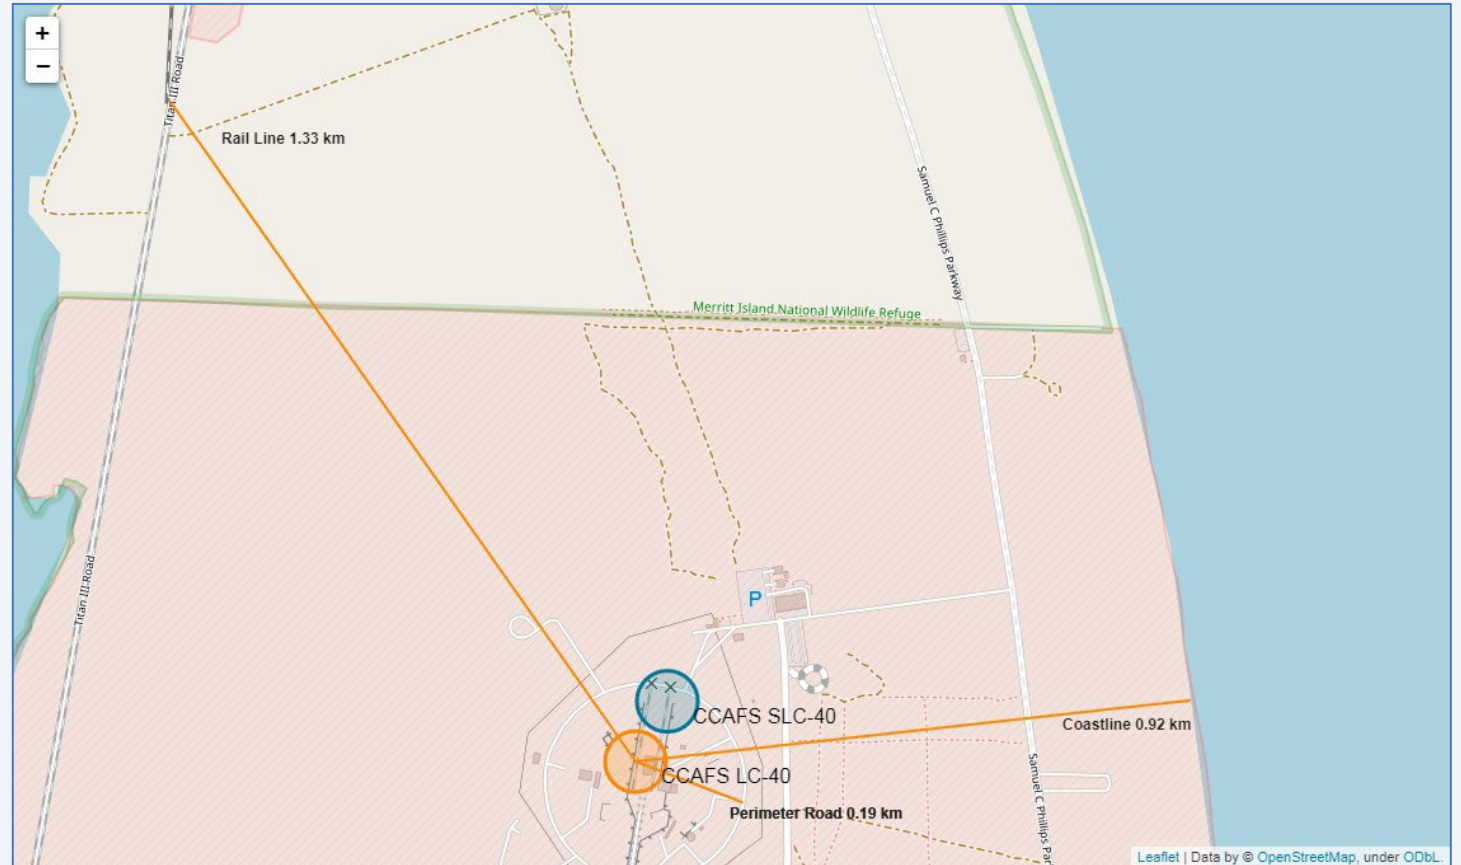 +
−
Titan III Road
Rail Line 1.33 km
Samuel C Phillips Parkway
Merritt Island National Wildlife Refuge
Titan III Road
P
CCAFS SLC-40
Coastline 0.92 km
CCAFS LC-40
Samuel C Phillips Par
Perimeter Road 0.19 km
Leaflet | Data by © OpenStreetMap, under ODbL.